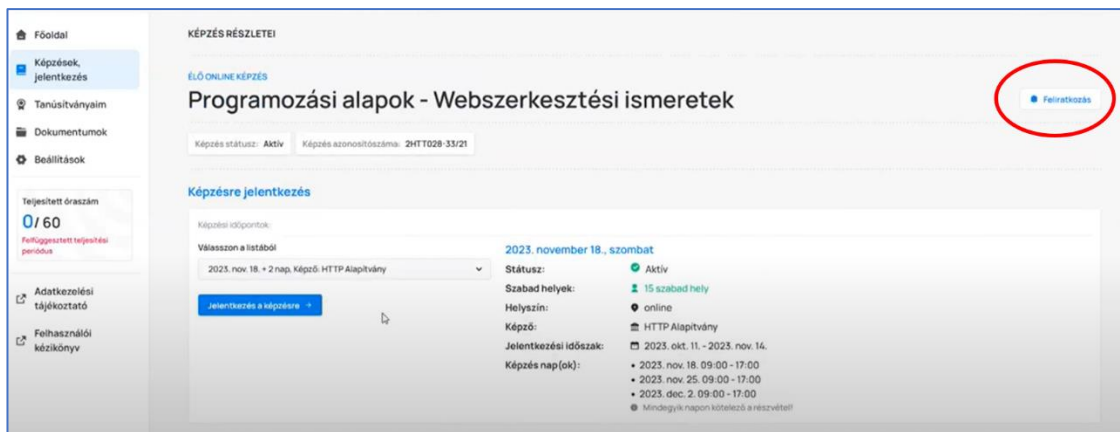 Főoldal
Képzések,
jelentkezés
Tanúsítványaim
Dokumentumok
Beállítások
Teljesített óraszám
0/ 60
Felfüggesztett teljesítési
periódus
Adatkezelési
tájékoztató
Felhasználói
kézikönyv
KÉPZÉS RÉSZLETEI
ÉLŐ ONLINE KÉPZÉS
Programozási alapok - Webszerkesztési ismeretek
Feliratkozás
Képzés státusz: Aktív Képzés azonosítószáma: 2HTT028-33/21
Képzésre jelentkezés
Képzési időpontok
Válasszon a listából
2023. nov. 18. + 2 nap, Képző: HTTP Alapítvány
Jelentkezés a képzésre →
2023. november 18., szombat
Státusz: Aktív
Szabad helyek: 15 szabad hely
Helyszín: online
Képző: HTTP Alapítvány
Jelentkezési időszak: 2023. okt. 11. - 2023. nov. 14.
Képzés nap(ok): • 2023. nov. 18. 09:00 - 17:00
• 2023. nov. 25. 09:00 - 17:00
• 2023. dec. 2. 09:00 - 17:00
Mindegyik napon kötelező a részvétel!